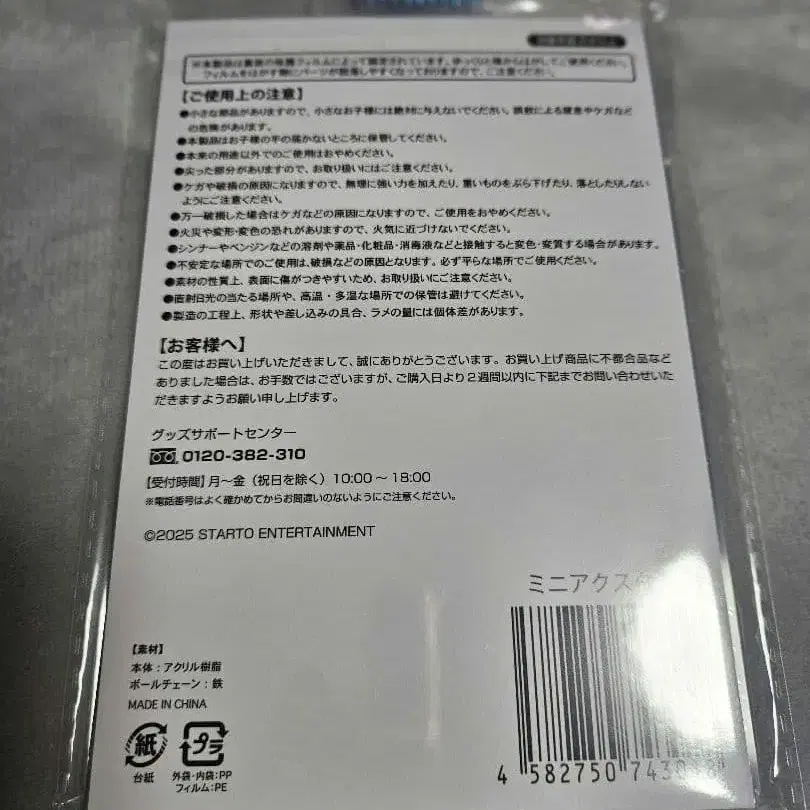 ※本製品は裏面の保護フィルムによって固定されています。ゆっくりと端からはがしてご使用ください。
フィルムをはがす際にパーツが脱落しやすくなっておりますので、ご注意ください。
【ご使用上の注意】
●小さな部品がありますので、小さなお子様には絶対に与えないでください。誤飲による窒息やケガなど
の危険があります。
●本製品はお子様の手の届かないところに保管してください。
●本来の用途以外でのご使用はおやめください。
●尖った部分がありますので、お取り扱いにはご注意ください。
●ケガや破損の原因になりますので、無理に強い力を加えたり、重いものをぶら下げたり、落としたりしない
ようにご注意ください。
●万一破損した場合はケガなどの原因になりますので、ご使用をおやめください。
●火災や変形・変色の恐れがありますので、火気に近づけないでください。
●シンナーやベンジンなどの溶剤や薬品・化粧品・消毒液などと接触すると変色・変質する場合があります。
●不安定な場所でのご使用は、破損などの原因となります。必ず平らな場所でご使用ください。
●素材の性質上、表面に傷がつきやすいため、お取り扱いにご注意ください。
●直射日光の当たる場所や、高温・多湿な場所での保管は避けてください。
●製造の工程上、形状や差し込みの具合、ラメの量には個体差があります。
【お客様へ】
この度はお買い上げいただきまして、誠にありがとうございます。お買い上げ商品に不都合品など
ありました場合は、お手数ではございますが、ご購入日より2週間以内に下記までお問い合わせいた
だきますようお願い申し上げます。
グッズサポートセンター
0120-382-310
【受付時間】月〜金（祝日を除く）10:00〜18:00
※電話番号はよく確かめてからお間違いのないようにご注意ください。
©2025 STARTO ENTERTAINMENT
ミニアクス
【素材】
本体：アクリル樹脂
ボールチェーン：鉄
MADE IN CHINA
紙 プラ
台紙 外袋・内袋:PP
フィルム:PE
4 582750 743